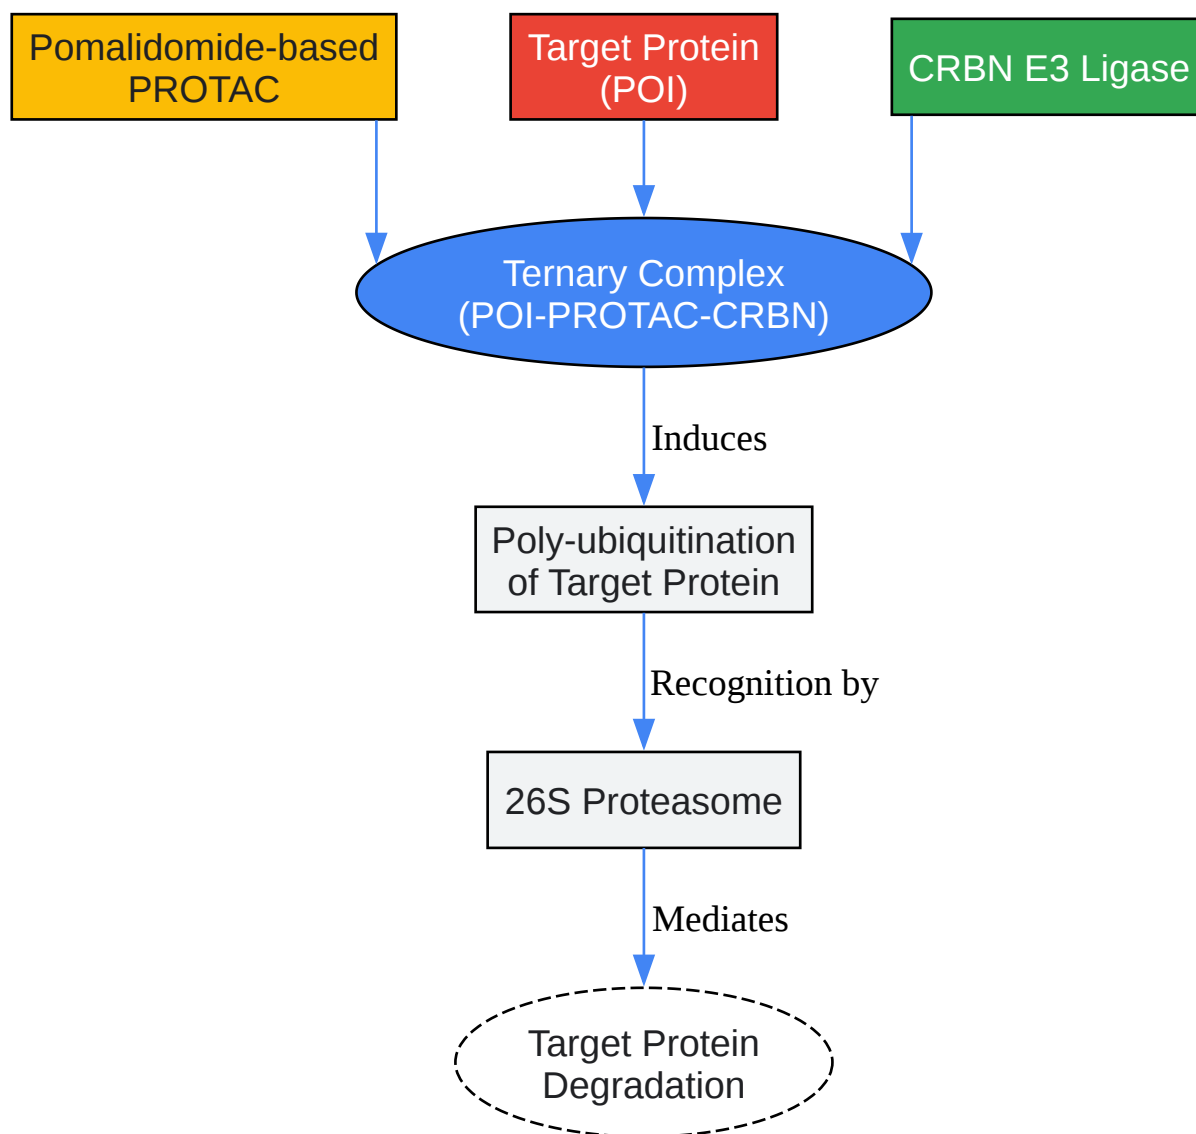 Pomalidomide-based
PROTAC
Target Protein
(POI)
CRBN E3 Ligase
Ternary Complex
(POI-PROTAC-CRBN)
Induces
Poly-ubiquitination
of Target Protein
Recognition by
26S Proteasome
Mediates
Target Protein
Degradation